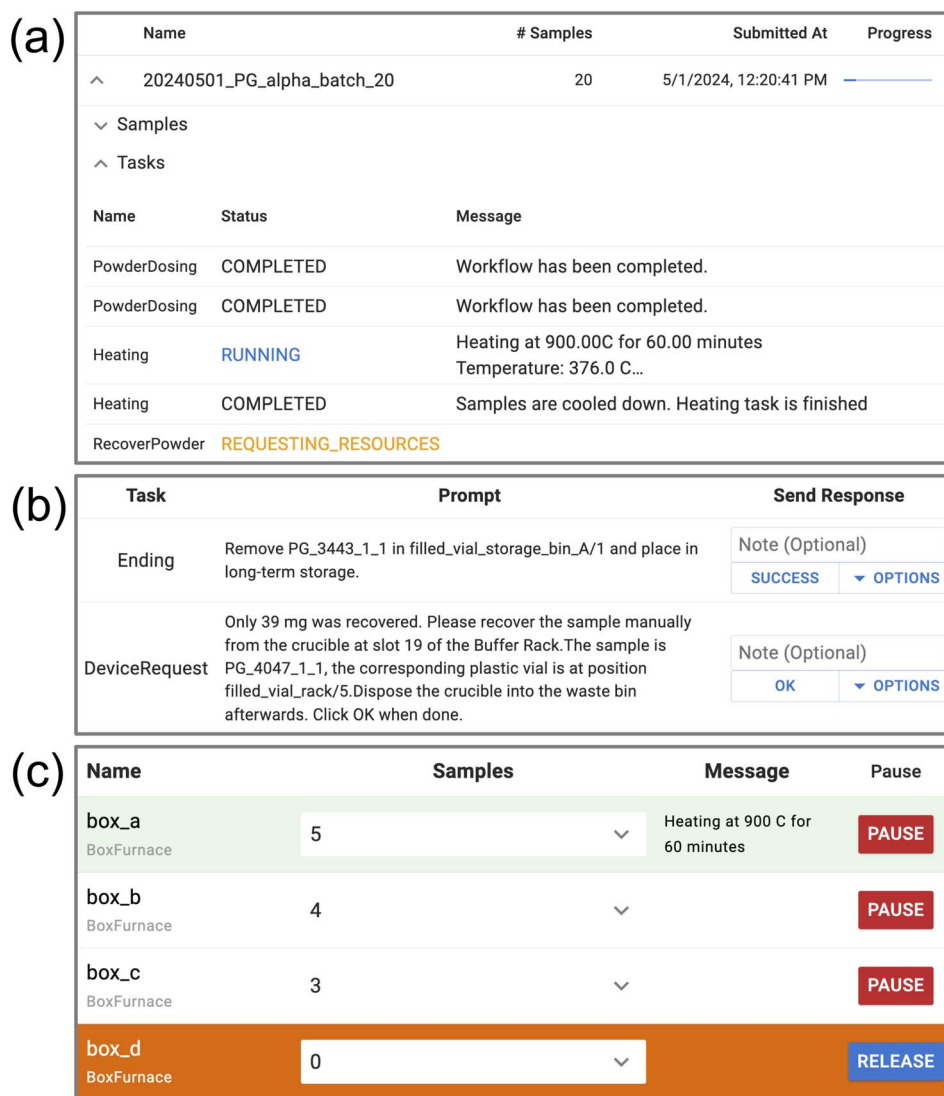 (a)
Name # Samples Submitted At Progress
20240501_PG_alpha_batch_20 20 5/1/2024, 12:20:41 PM
Samples
Tasks
Name Status Message
PowderDosing COMPLETED Workflow has been completed.
PowderDosing COMPLETED Workflow has been completed.
Heating RUNNING Heating at 900.00C for 60.00 minutes
Temperature: 376.0 C...
Heating COMPLETED Samples are cooled down. Heating task is finished
RecoverPowder REQUESTING_RESOURCES
(b)
Task Prompt Send Response
Ending Remove PG_3443_1_1 in filled_vial_storage_bin_A/1 and place in
long-term storage.
Note (Optional)
SUCCESS OPTIONS
DeviceRequest Only 39 mg was recovered. Please recover the sample manually
from the crucible at slot 19 of the Buffer Rack.The sample is
PG_4047_1_1, the corresponding plastic vial is at position
filled_vial_rack/5.Dispose the crucible into the waste bin
afterwards. Click OK when done.
Note (Optional)
OK OPTIONS
(c)
Name Samples Message Pause
box_a
BoxFurnace
5
Heating at 900 C for
60 minutes
PAUSE
box_b
BoxFurnace
4
PAUSE
box_c
BoxFurnace
3
PAUSE
box_d
BoxFurnace
0
RELEASE